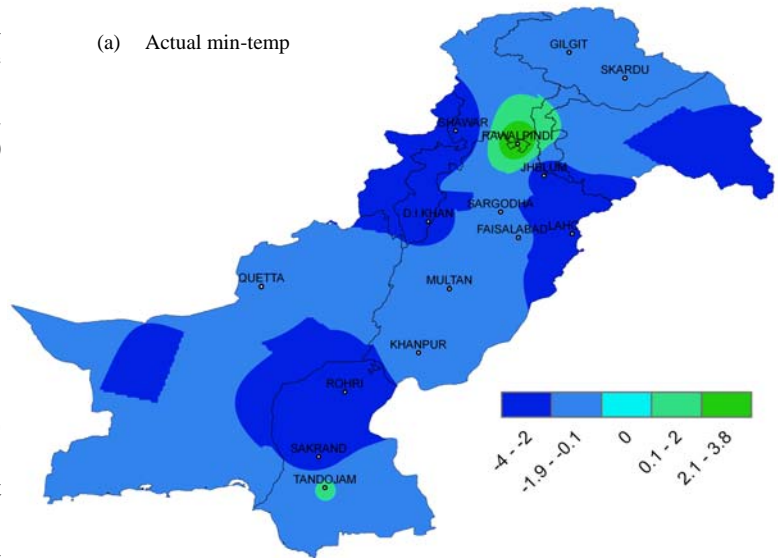 (a) Actual min-temp
GILGIT
SKARDU
SHAWAR
RAWALPINDI
JHELUM
SARGODHA
D.I.KHAN
FAISALABAD
LAHO
QUETTA
MULTAN
KHANPUR
ROHRI
SAKRAND
TANDOJAM
-4 - -2
-1.9 - -0.1
0
0.1 - 2
2.1 - 3.8